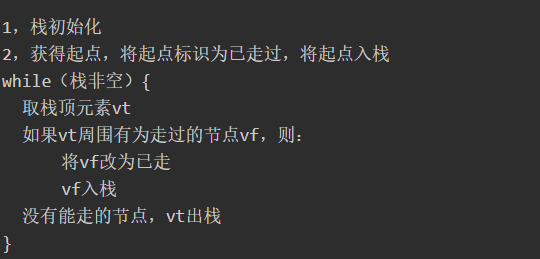 1，栈初始化
2，获得起点，将起点标识为已走过，将起点入栈
while（栈非空）{
取栈顶元素vt
如果vt周围有为走过的节点vf，则：
将vf改为已走
vf入栈
没有能走的节点，vt出栈
}